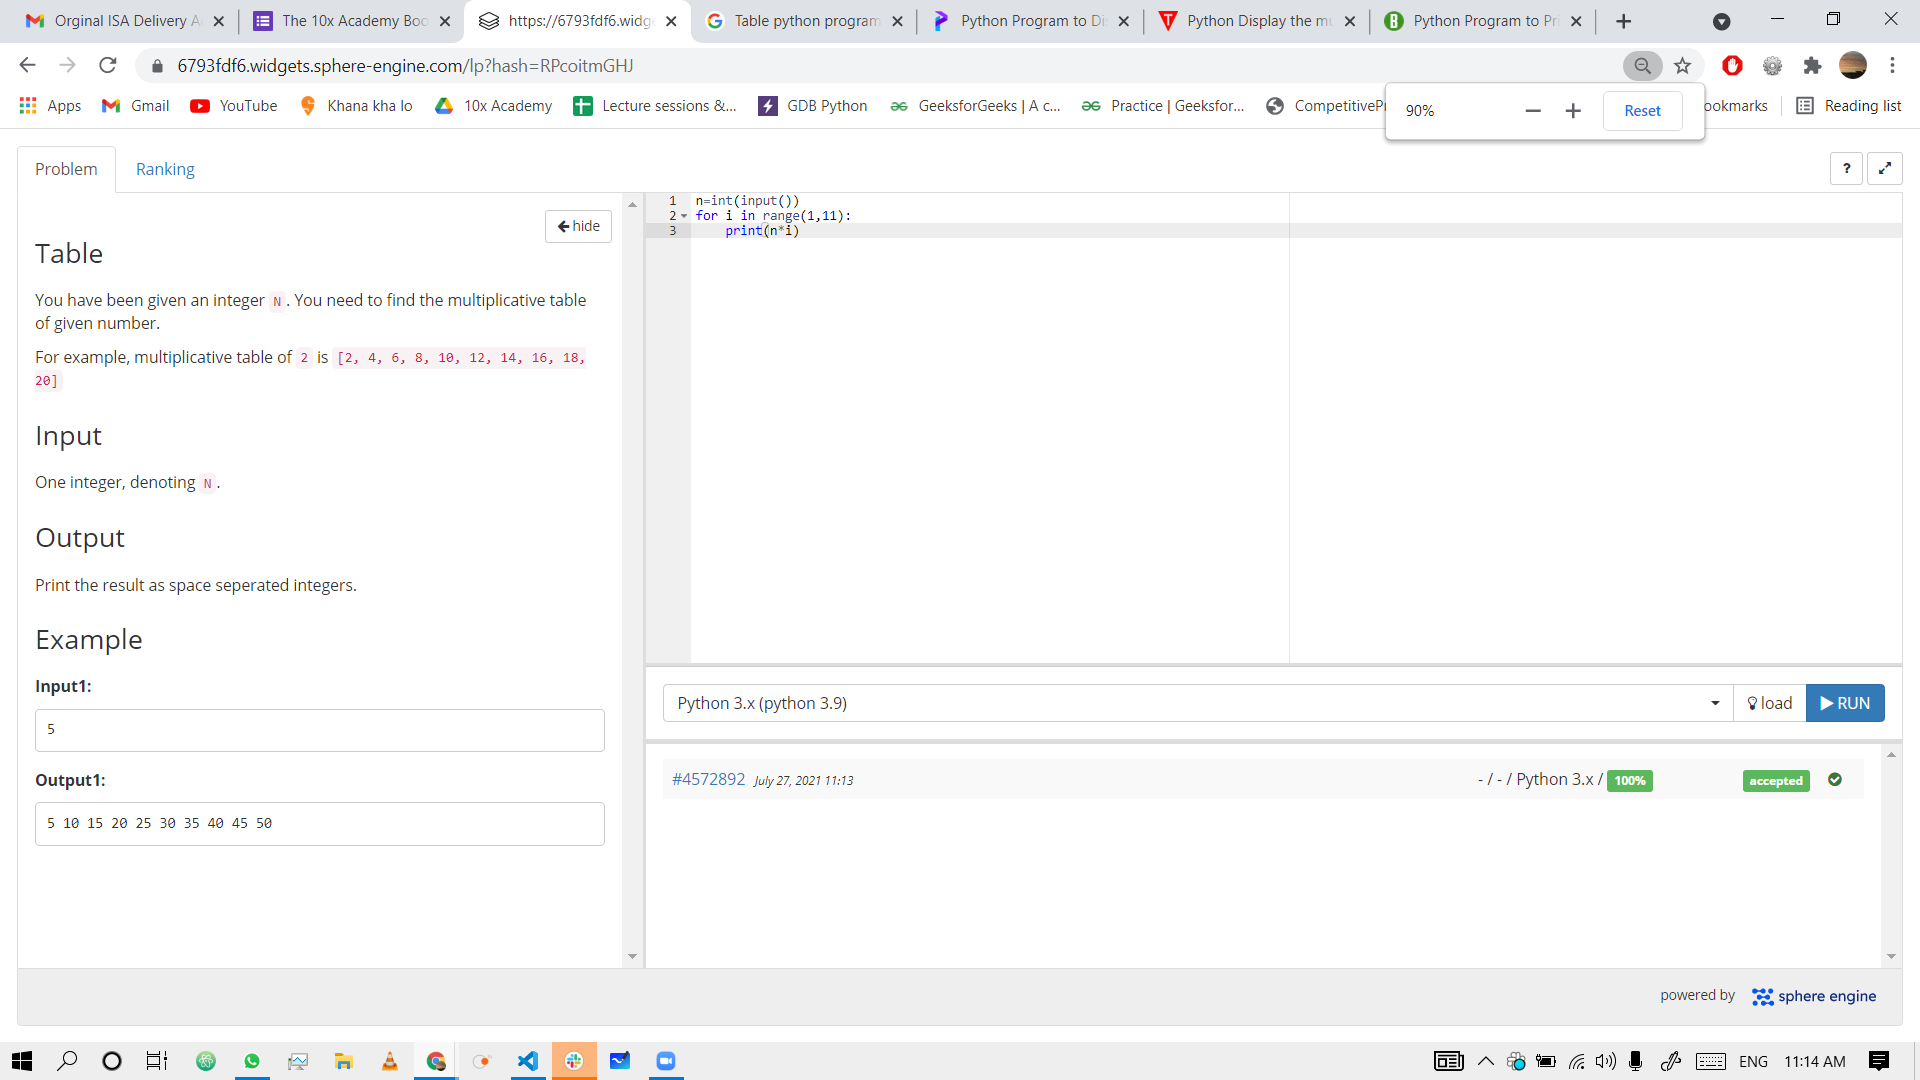 Orginal ISA Delivery A
The 10x Academy Boo
https://6793fdf6.widge
Table python program
Python Program to Di
Python Display the mu
Python Program to Pri
6793fdf6.widgets.sphere-engine.com/lp?hash=RPcoitmGHJ
Apps
Gmail
YouTube
Khana kha lo
10x Academy
Lecture sessions &...
GDB Python
GeeksforGeeks | A c...
Practice | Geeksfor...
CompetitivePr
ookmarks
Reading list
90%
Reset
Problem
Ranking
?
hide
Table
You have been given an integer N. You need to find the multiplicative table
of given number.
For example, multiplicative table of 2 is [2, 4, 6, 8, 10, 12, 14, 16, 18,
20]
Input
One integer, denoting N.
Output
Print the result as space seperated integers.
Example
Input1:
5
Output1:
5 10 15 20 25 30 35 40 45 50
1 n=int(input())
2 for i in range(1,11):
3 print(n*i)
Python 3.x (python 3.9)
load
RUN
#4572892 July 27, 2021 11:13
- / - / Python 3.x / 100%
accepted
powered by sphere engine
ENG
11:14 AM